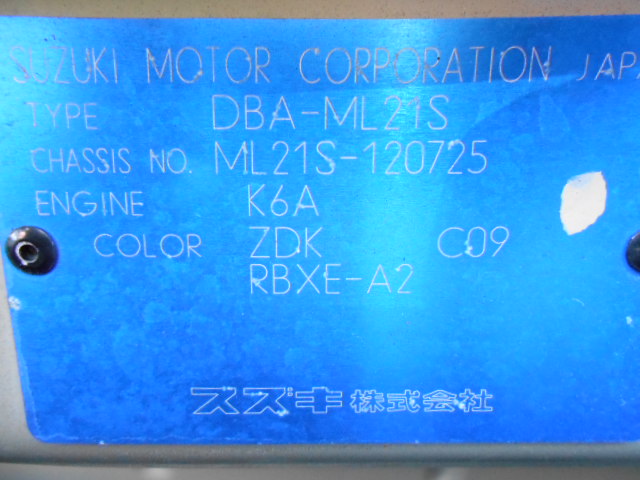 SUZUKI MOTOR CORPORATION JAPA
TYPE DBA-ML21S
CHASSIS NO. ML21S-120725
ENGINE K6A
COLOR ZDK C09
RBXE-A2
スズキ株式会社